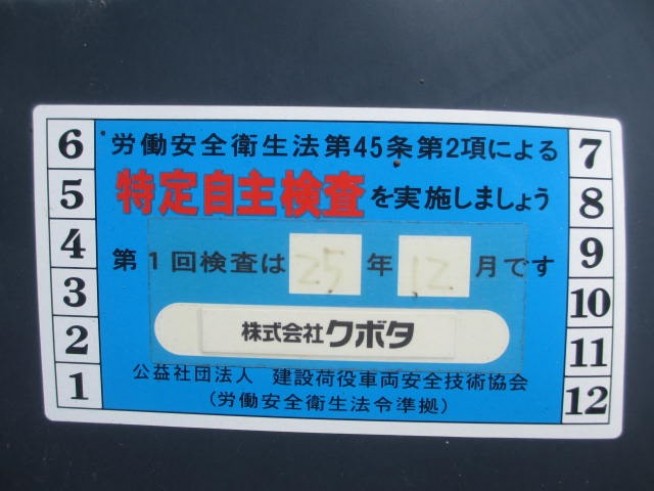 労働安全衛生法第45条第2項による
特定自主検査を実施しましょう
第1回検査は25年12月です
株式会社クボタ
公益社団法人 建設荷役車両安全技術協会
(労働安全衛生法令準拠)
6
5
4
3
2
1
7
8
9
10
11
12